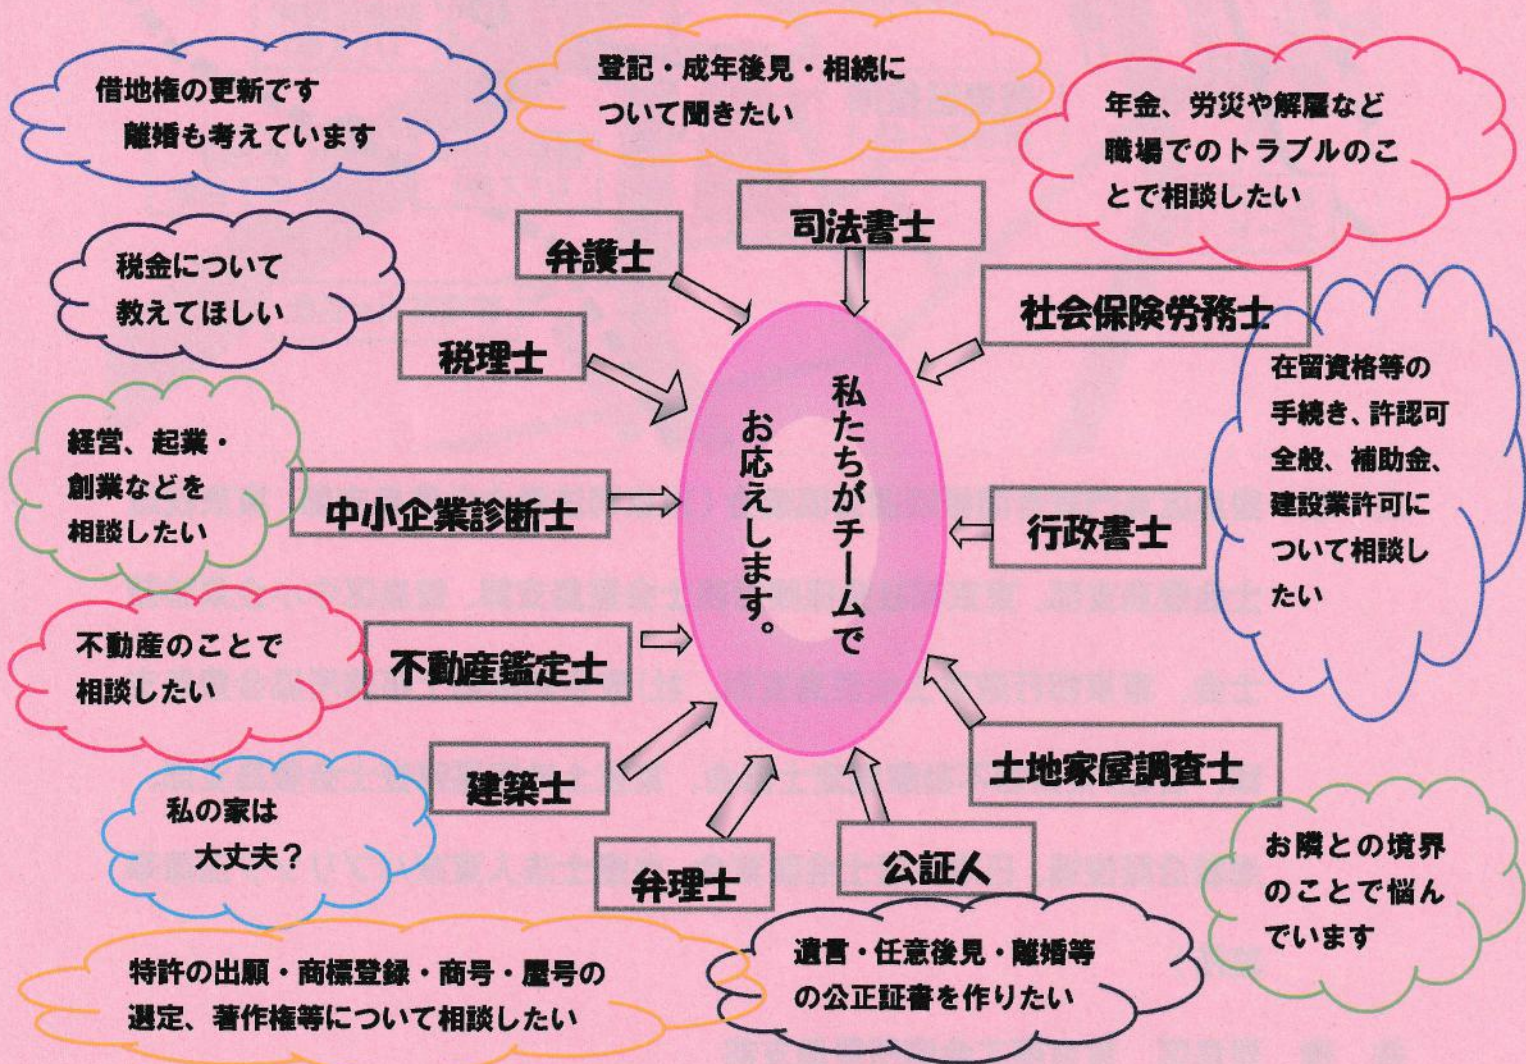 借地権の更新です
離婚も考えています
登記・成年後見・相続に
ついて聞きたい
年金、労災や解雇など
職場でのトラブルのこ
とで相談したい
司法書士
弁護士
社会保険労務士
税金について
教えてほしい
税理士
在留資格等の
手続き、許認可
全般、補助金、
建設業許可に
ついて相談し
たい
私たちがチームで
お応えします。
経営、起業・
創業などを
相談したい
中小企業診断士
行政書士
不動産のことで
相談したい
不動産鑑定士
土地家屋調査士
建築士
私の家は
大丈夫？
弁理士
公証人
お隣との境界
のことで悩ん
でいます
特許の出願・商標登録・商号・屋号の
選定、著作権等について相談したい
遺言・任意後見・離婚等
の公正証書を作りたい